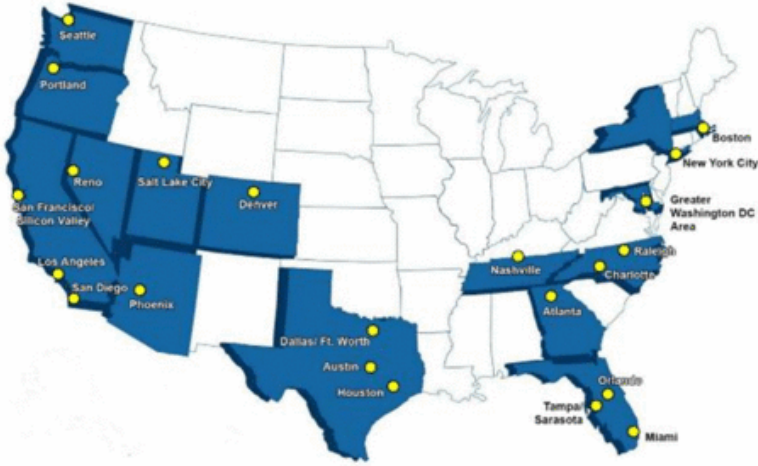 Seattle
Portland
Reno
Salt Lake City
Denver
San Francisco/
Silicon Valley
Los Angeles
San Diego
Phoenix
Dallas/ Ft. Worth
Austin
Houston
Nashville
Raleigh
Charlotte
Atlanta
Orlando
Tampa/
Sarasota
Miami
Boston
New York City
Greater
Washington DC
Area